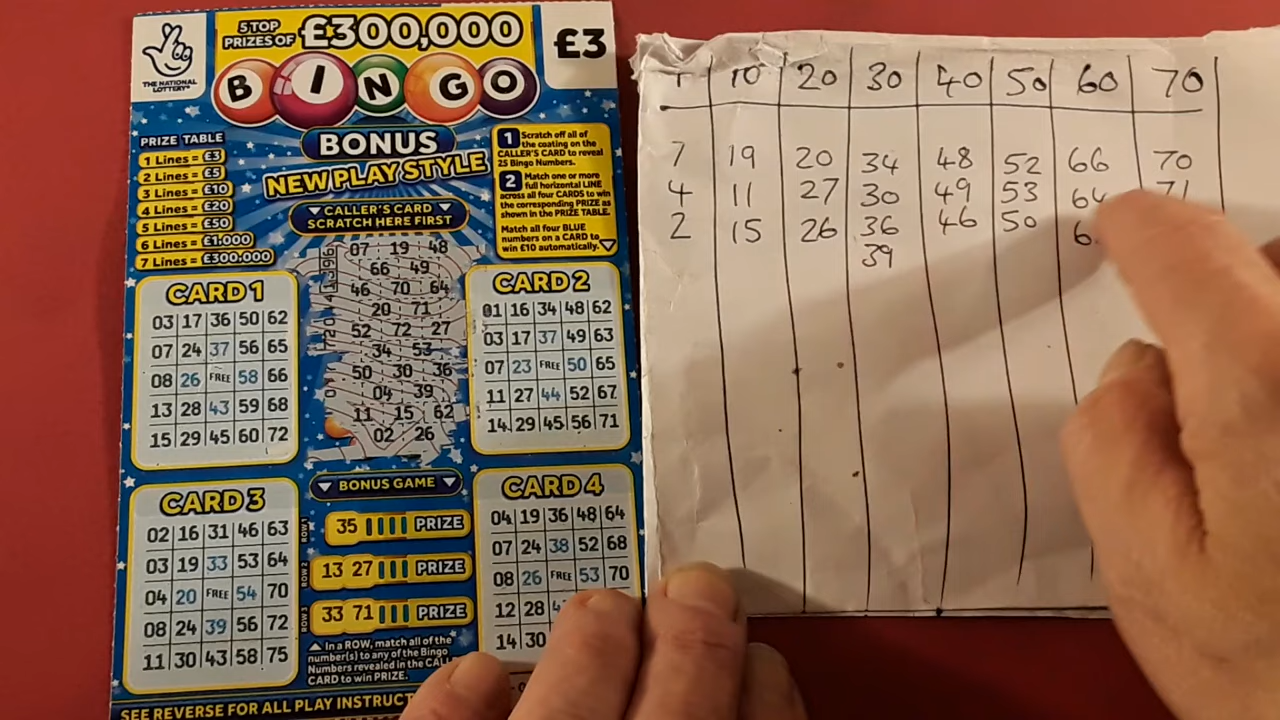 THE NATIONAL
LOTTERY®
5 TOP
PRIZES OF £300,000
£3
BINGO
BONUS
NEW PLAY STYLE
PRIZE TABLE
1 Lines = £3
2 Lines = £5
3 Lines = £10
4 Lines = £20
5 Lines = £50
6 Lines = £1,000
7 Lines = £300,000
1 Scratch off all of
the coating on the
CALLER'S CARD to reveal
25 Bingo Numbers.
2 Match one or more
full horizontal LINE
across all four CARDS to win
the corresponding PRIZE as
shown in the PRIZE TABLE.
Match all four BLUE
numbers on a CARD to
win £10 automatically.
CALLER'S CARD
SCRATCH HERE FIRST
07 19 48
66 49
46 70 64
20 71
52 72 27
34 53
50 30 36
04 39
11 15 62
02 26
CARD 1
03 17 36 50 62
07 24 37 56 65
08 26 FREE 58 66
13 28 43 59 68
15 29 45 60 72
CARD 2
01 16 34 48 62
03 17 37 49 63
07 23 FREE 50 65
11 27 44 52 67
14 29 45 56 71
CARD 3
02 16 31 46 63
03 19 33 53 64
04 20 FREE 54 70
08 24 39 56 72
11 30 43 58 75
BONUS GAME
ROW 1 35 PRIZE
ROW 2 13 27 PRIZE
ROW 3 33 71 PRIZE
In a ROW, match all of the
number(s) to any of the Bingo
Numbers revealed in the
CARD to win PRIZE.
CARD 4
04 19 36 48 64
07 24 38 52 68
08 26 FREE 53 70
12 28
14 30
SEE REVERSE FOR ALL PLAY
10 20 30 40 50 60 70
7 19 20 34 48 52 66 70
4 11 27 30 49 53 64 71
2 15 26 36 46 50
39